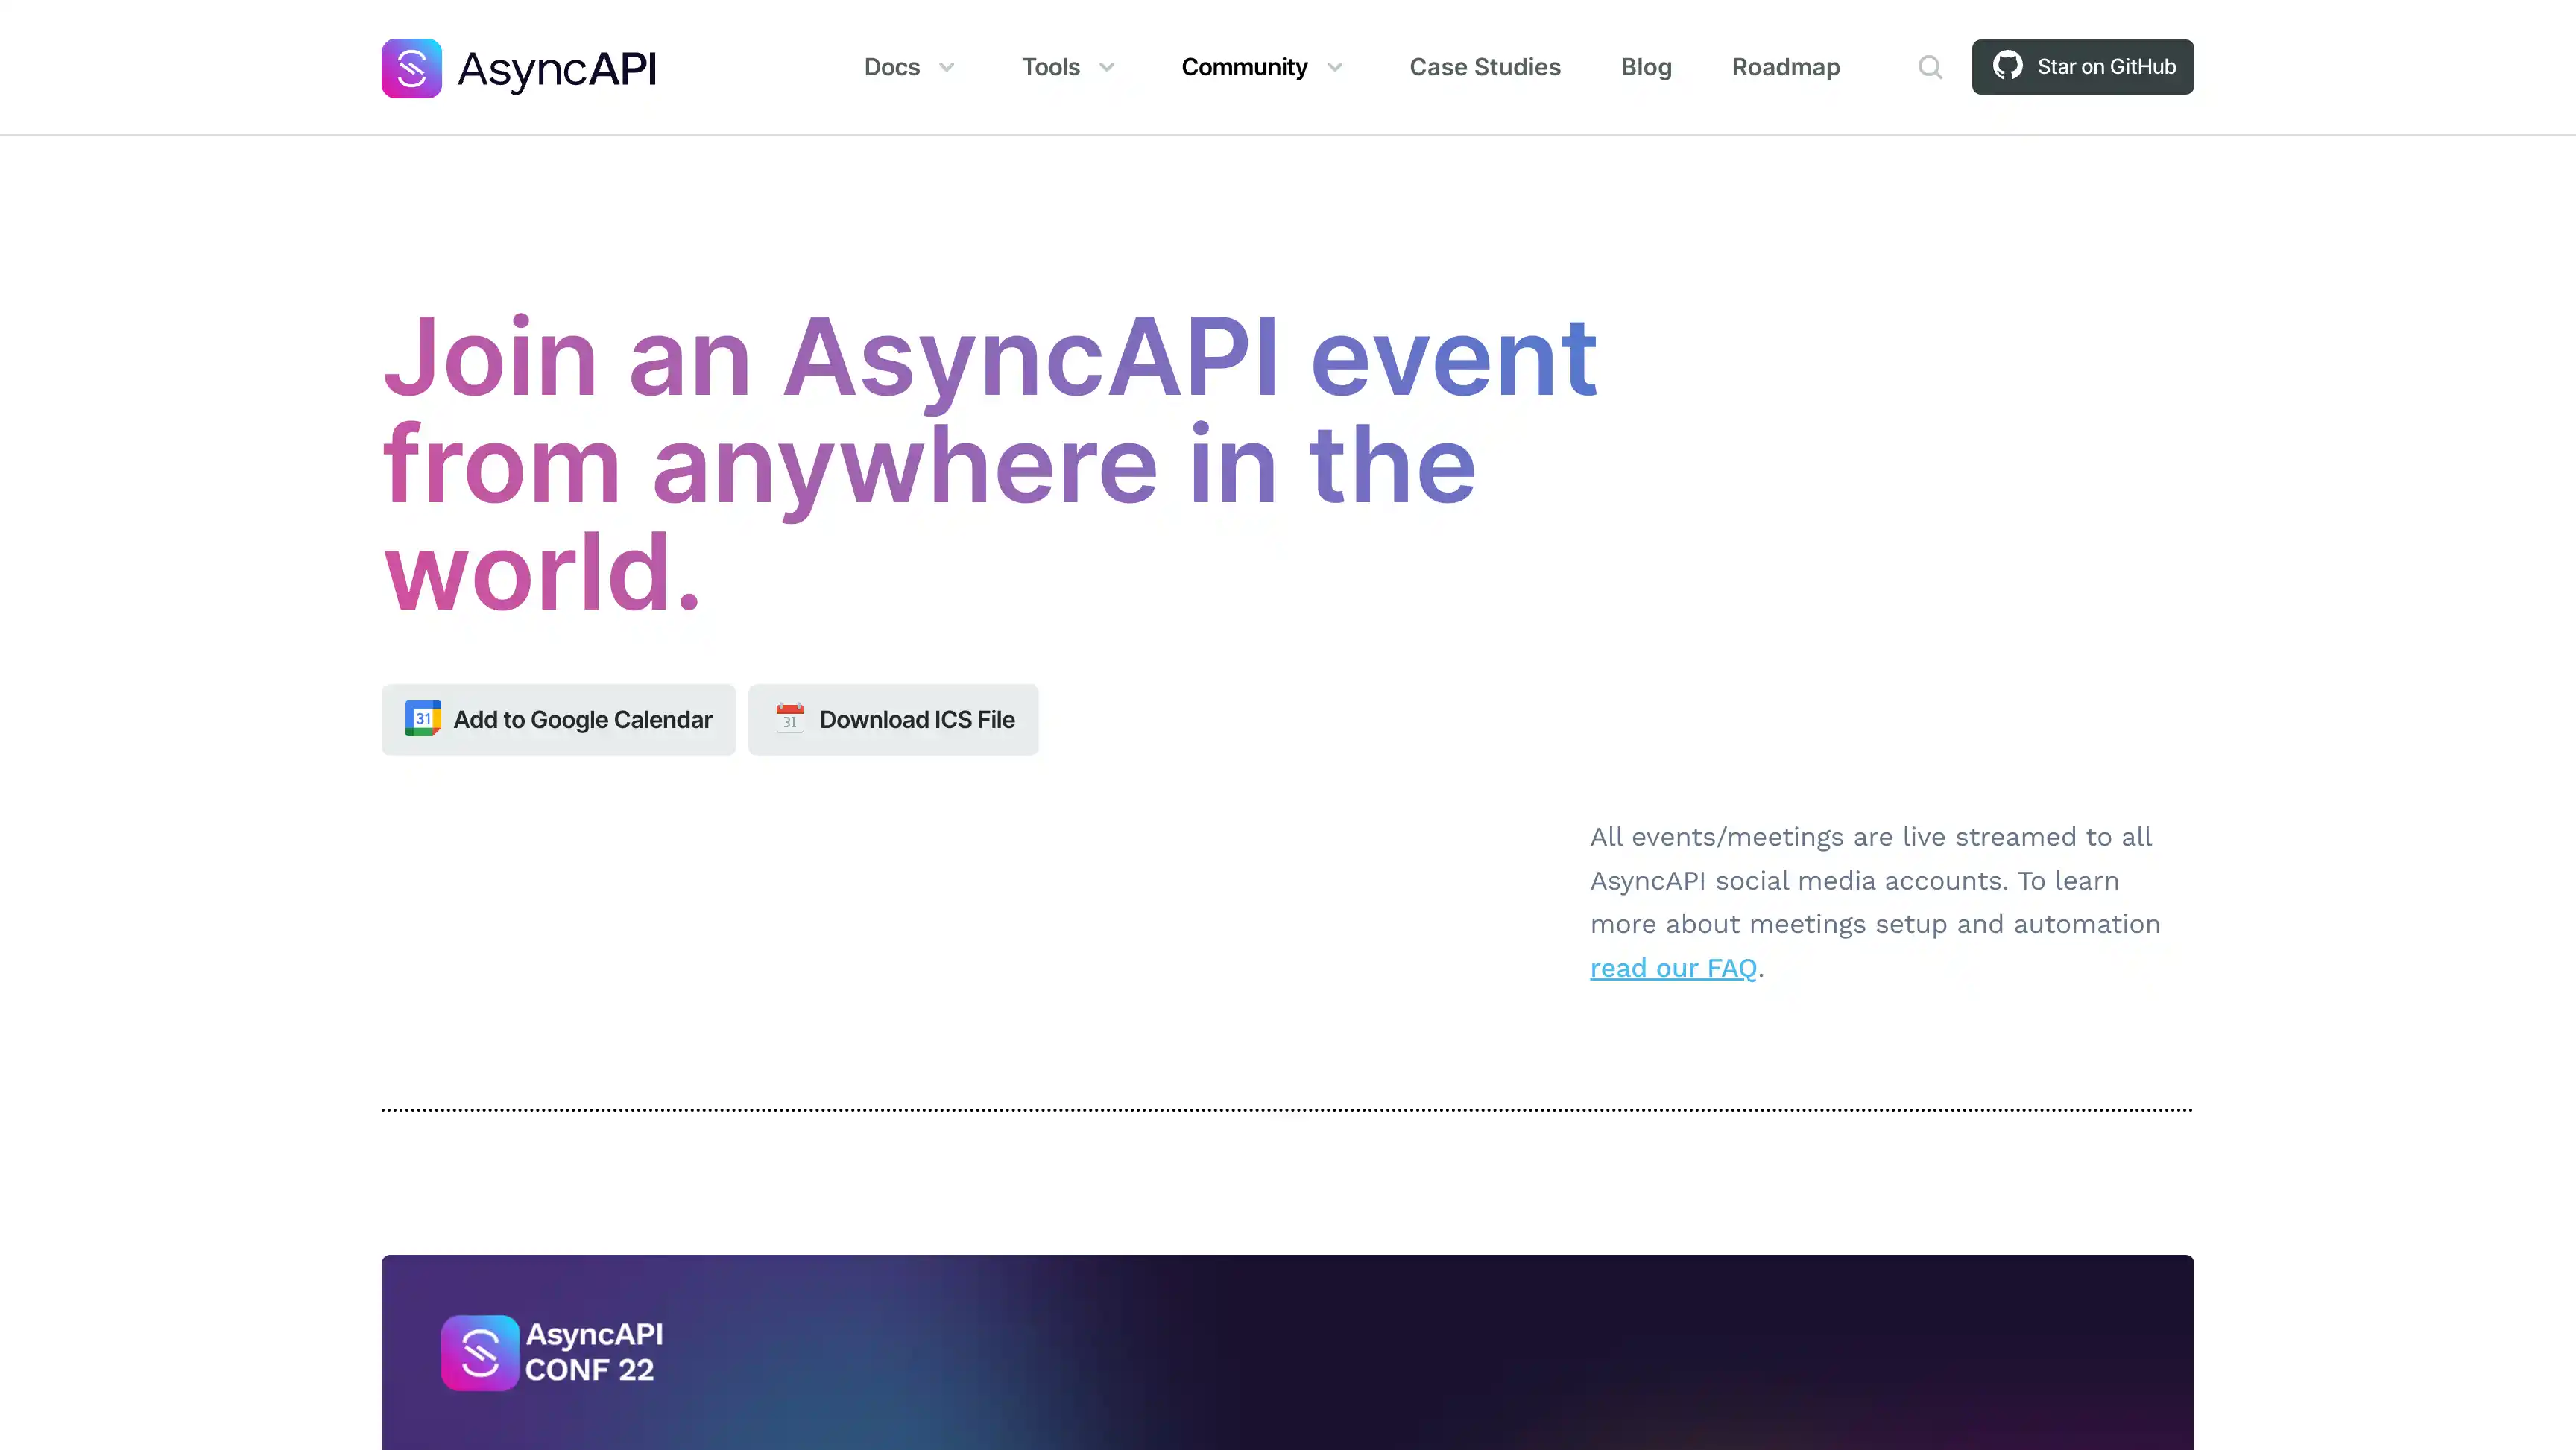 AsyncAPI
Docs
Tools
Community
Case Studies
Blog
Roadmap
Star on GitHub
Join an AsyncAPI event
from anywhere in the
world.
31
Add to Google Calendar
31
Download ICS File
All events/meetings are live streamed to all
AsyncAPI social media accounts. To learn
more about meetings setup and automation
read our FAQ.
AsyncAPI
CONF 22